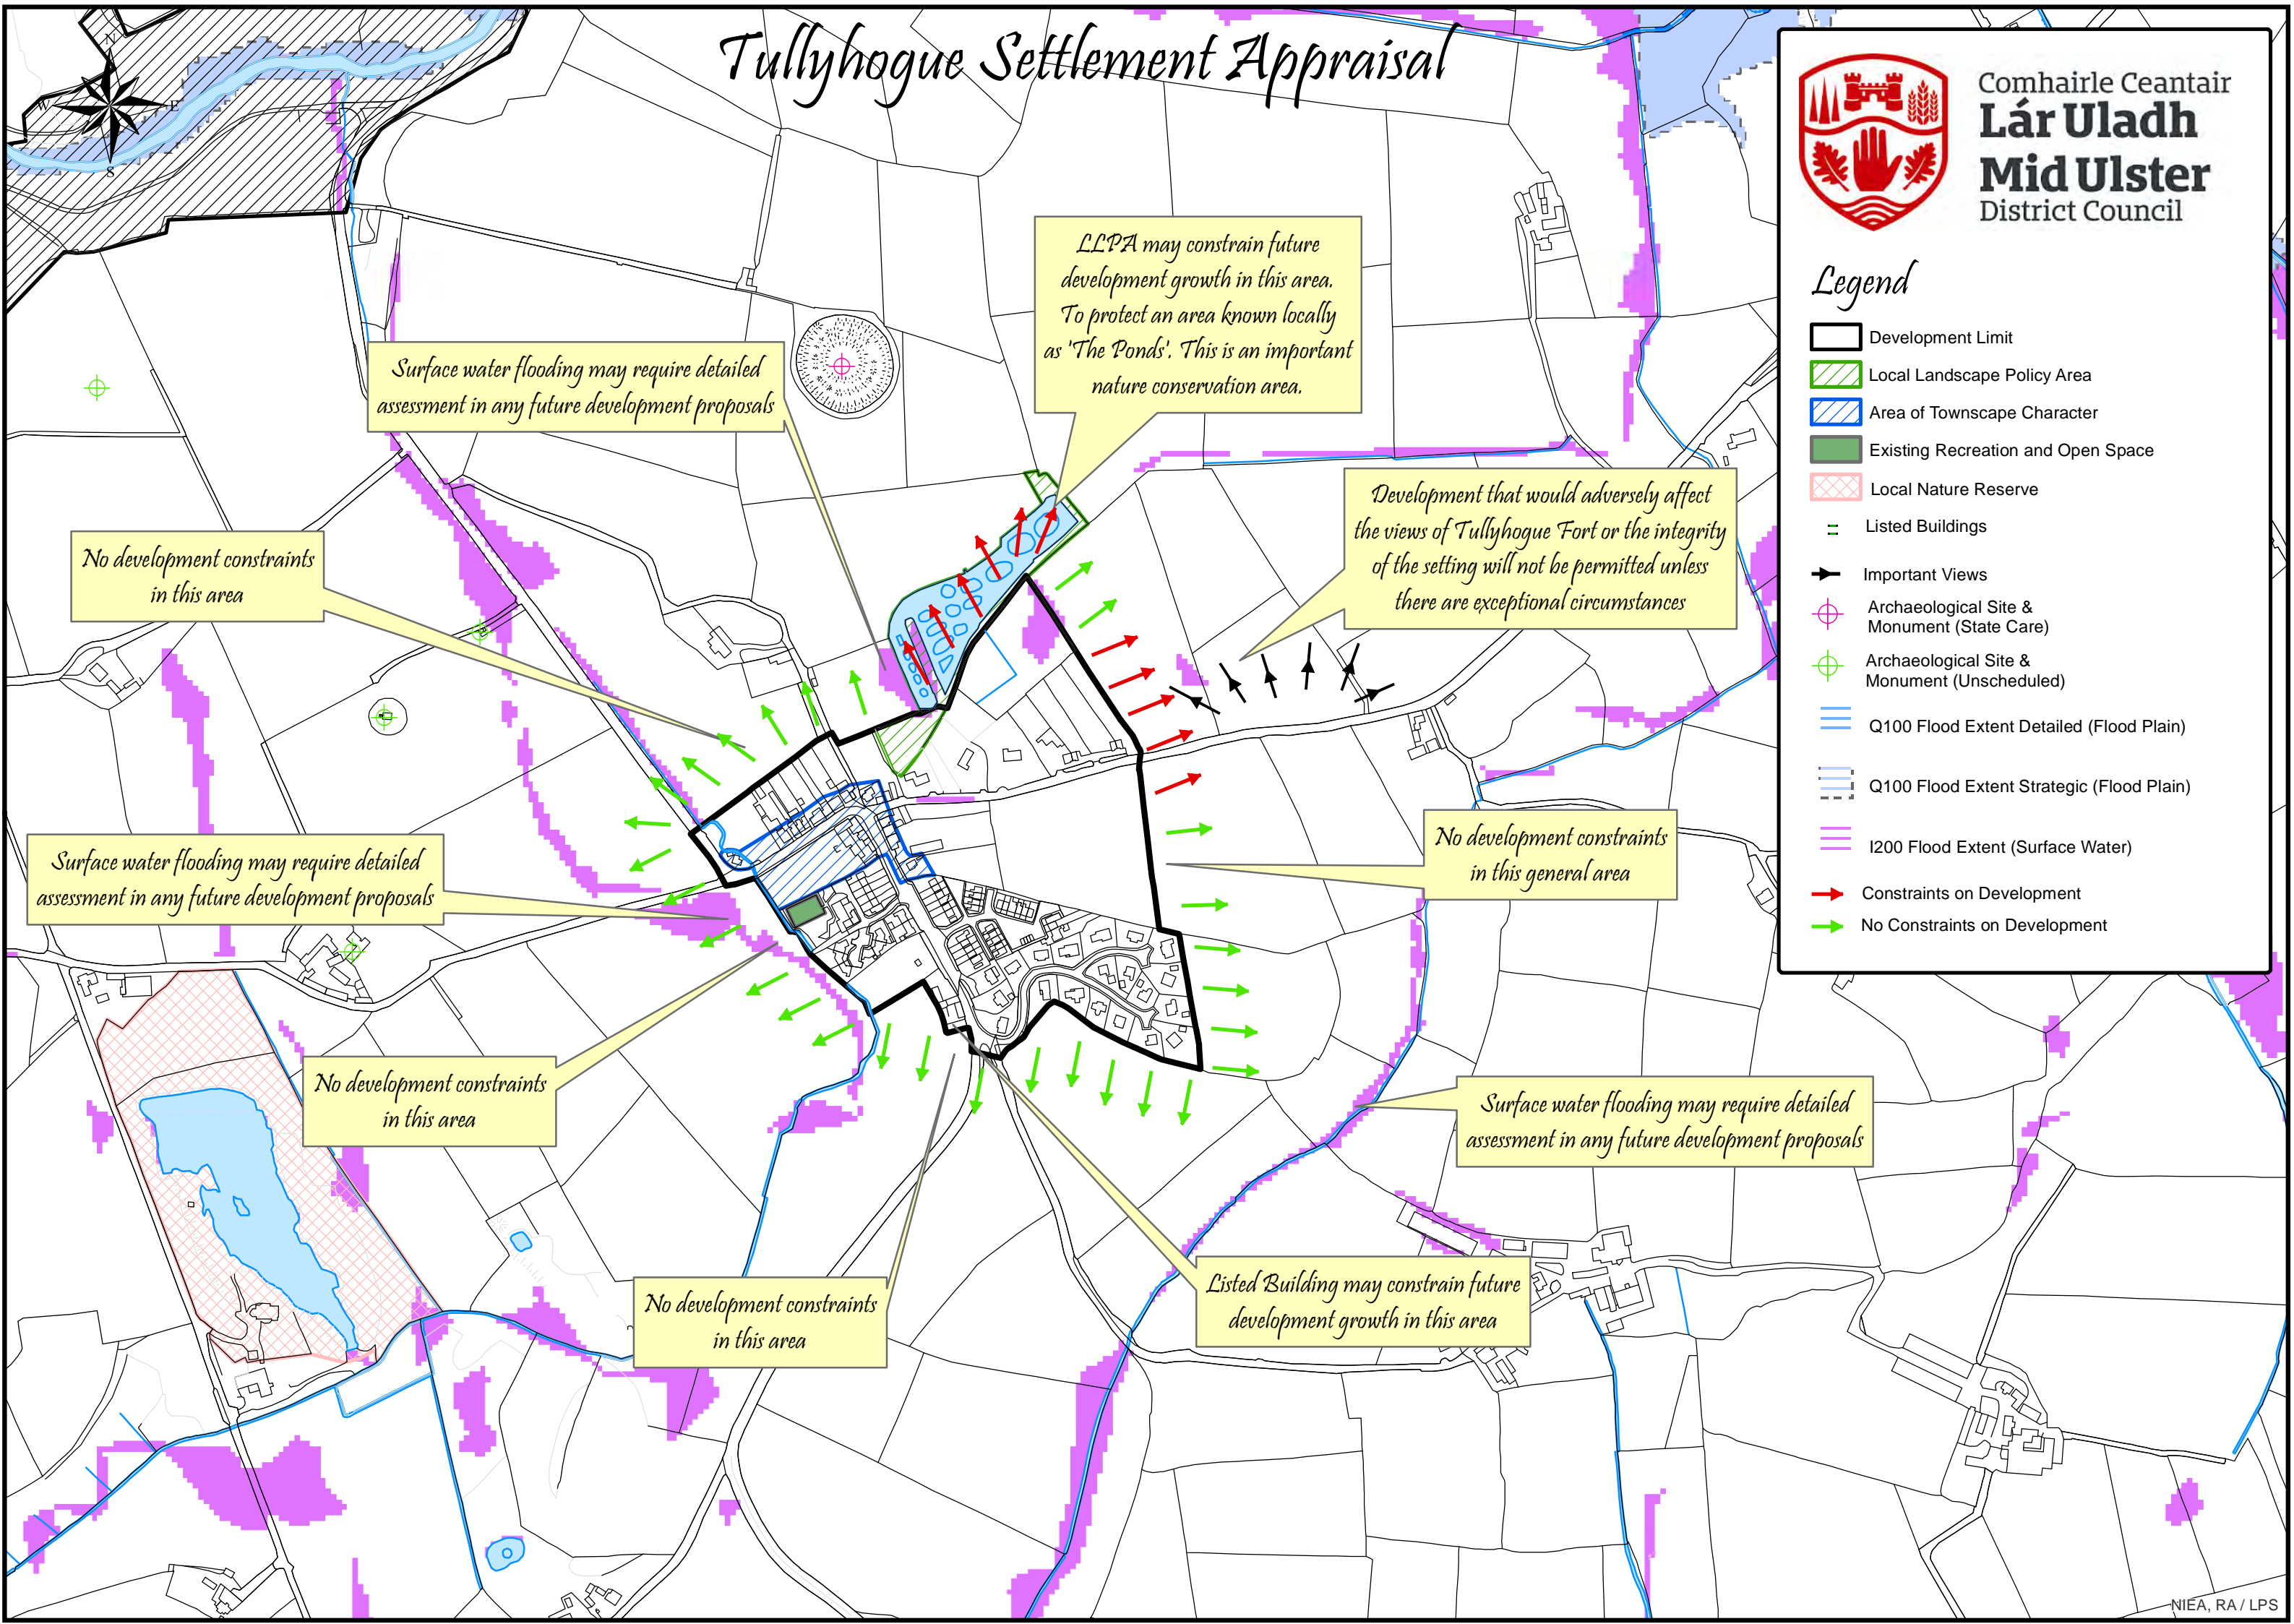 Tullyhogue Settlement Appraisal
N
W
E
S
Comhairle Ceantair
Lár Uladh
Mid Ulster
District Council
Legend
Development Limit
Local Landscape Policy Area
Area of Townscape Character
Existing Recreation and Open Space
Local Nature Reserve
Listed Buildings
Important Views
Archaeological Site &
Monument (State Care)
Archaeological Site &
Monument (Unscheduled)
Q100 Flood Extent Detailed (Flood Plain)
Q100 Flood Extent Strategic (Flood Plain)
I200 Flood Extent (Surface Water)
Constraints on Development
No Constraints on Development
LLPA may constrain future
development growth in this area.
To protect an area known locally
as 'The Ponds'. This is an important
nature conservation area.
Surface water flooding may require detailed
assessment in any future development proposals
Development that would adversely affect
the views of Tullyhogue Fort or the integrity
of the setting will not be permitted unless
there are exceptional circumstances
No development constraints
in this area
No development constraints
in this general area
Surface water flooding may require detailed
assessment in any future development proposals
No development constraints
in this area
Surface water flooding may require detailed
assessment in any future development proposals
No development constraints
in this area
Listed Building may constrain future
development growth in this area
NIEA, RA / LPS